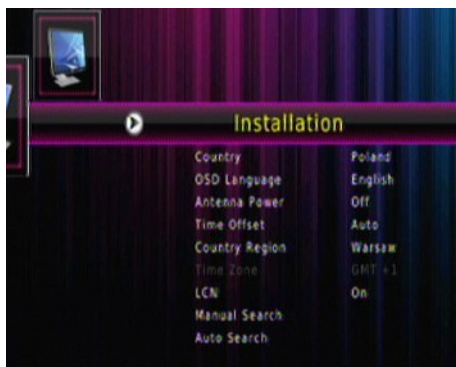 Installation
Country Poland
OSD Language English
Antenna Power Off
Time Offset Auto
Country Region Warsaw
Time Zone GMT +1
LCN On
Manual Search
Auto Search